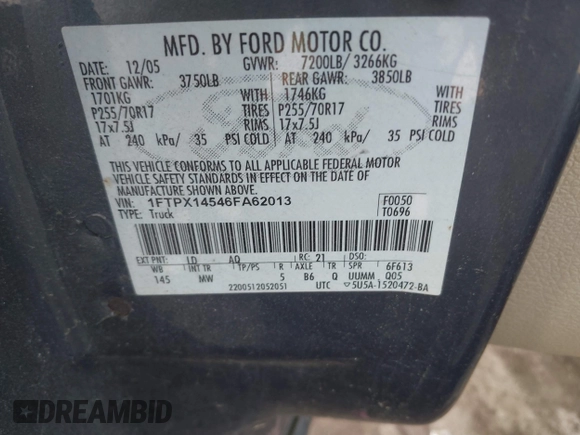 MFD. BY FORD MOTOR CO.
DATE: 12/05 GVWR: 7200LB/ 3266KG
FRONT GAWR: 3750LB REAR GAWR: 3850LB
1701KG WITH 1746KG WITH
P255/70R17 TIRES P255/70R17 TIRES
17x7.5J RIMS 17x7.5J RIMS
AT 240 kPa/ 35 PSI COLD AT 240 kPa/ 35 PSI COLD
THIS VEHICLE CONFORMS TO ALL APPLICABLE FEDERAL MOTOR
VEHICLE SAFETY STANDARDS IN EFFECT ON THE DATE OF
MANUFACTURE SHOWN ABOVE.
VIN: 1FTPX14546FA62013 F0050
TYPE: Truck T0696
EXT PNT: LD AQ RC: 21 DSO:
WB INT TR TP/PS R AXLE TR SPR 6F613
145 MW 5 B6 Q UUMM Q05
2200512052051 UTC 5U5A-1520472-BA
Ford
DREAMBID